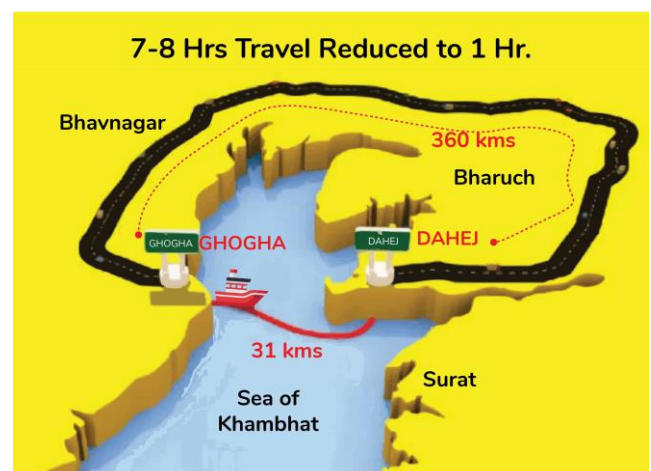 7-8 Hrs Travel Reduced to 1 Hr.
Bhavnagar
360 kms
Bharuch
GHOGHA
GHOGHA
DAHEJ
DAHEJ
31 kms
Surat
Sea of
Khambhat